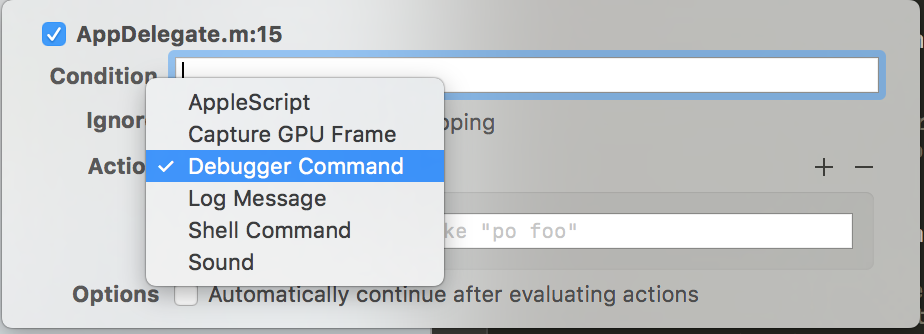 AppDelegate.m:15
Condition
AppleScript
Ignor pping
Capture GPU Frame
Actio Debugger Command
Log Message
Shell Command ke "po foo"
Sound
Options Automatically continue after evaluating actions